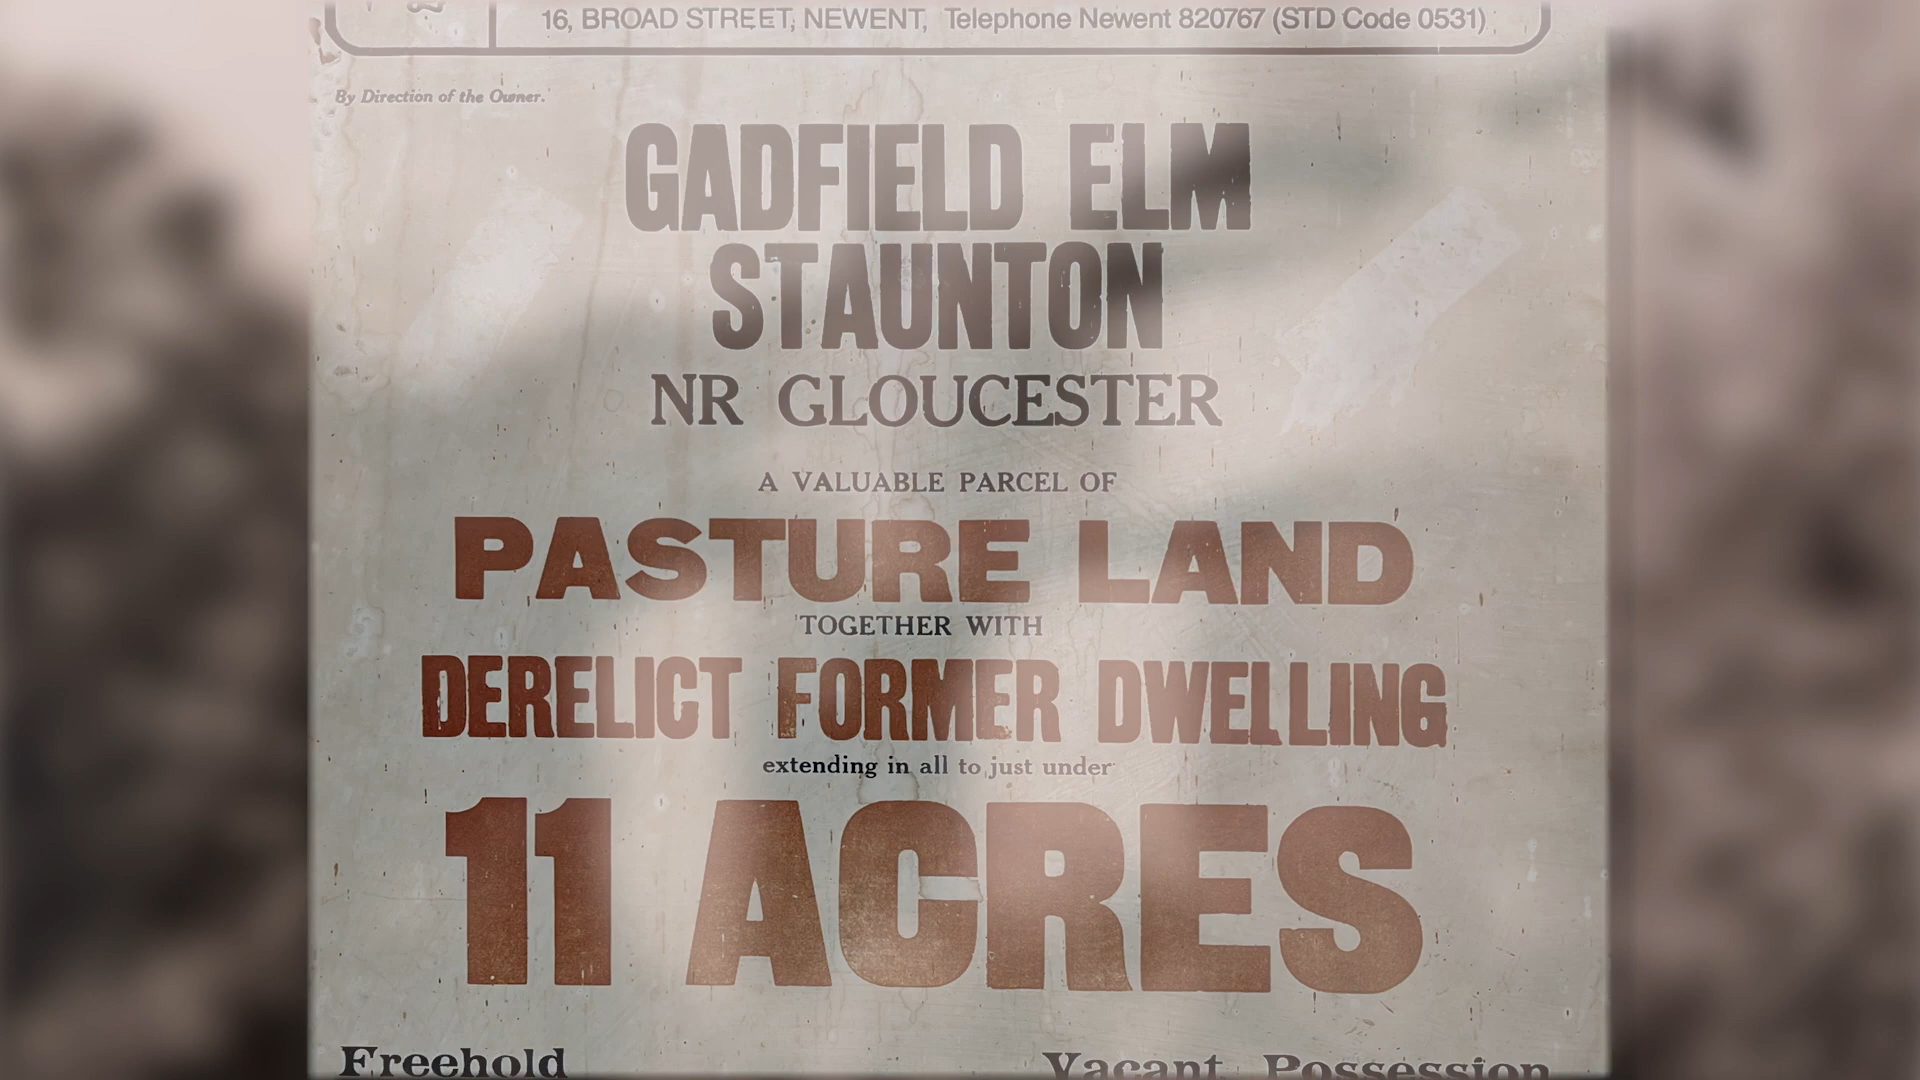 16, BROAD STREET, NEWENT, Telephone Newent 820767 (STD Code 0531)
By Direction of the Owner.
GADFIELD ELM
STAUNTON
NR GLOUCESTER
A VALUABLE PARCEL OF
PASTURE LAND
TOGETHER WITH
DERELICT FORMER DWELLING
extending in all to just under
11 ACRES
Freehold Vacant Possession